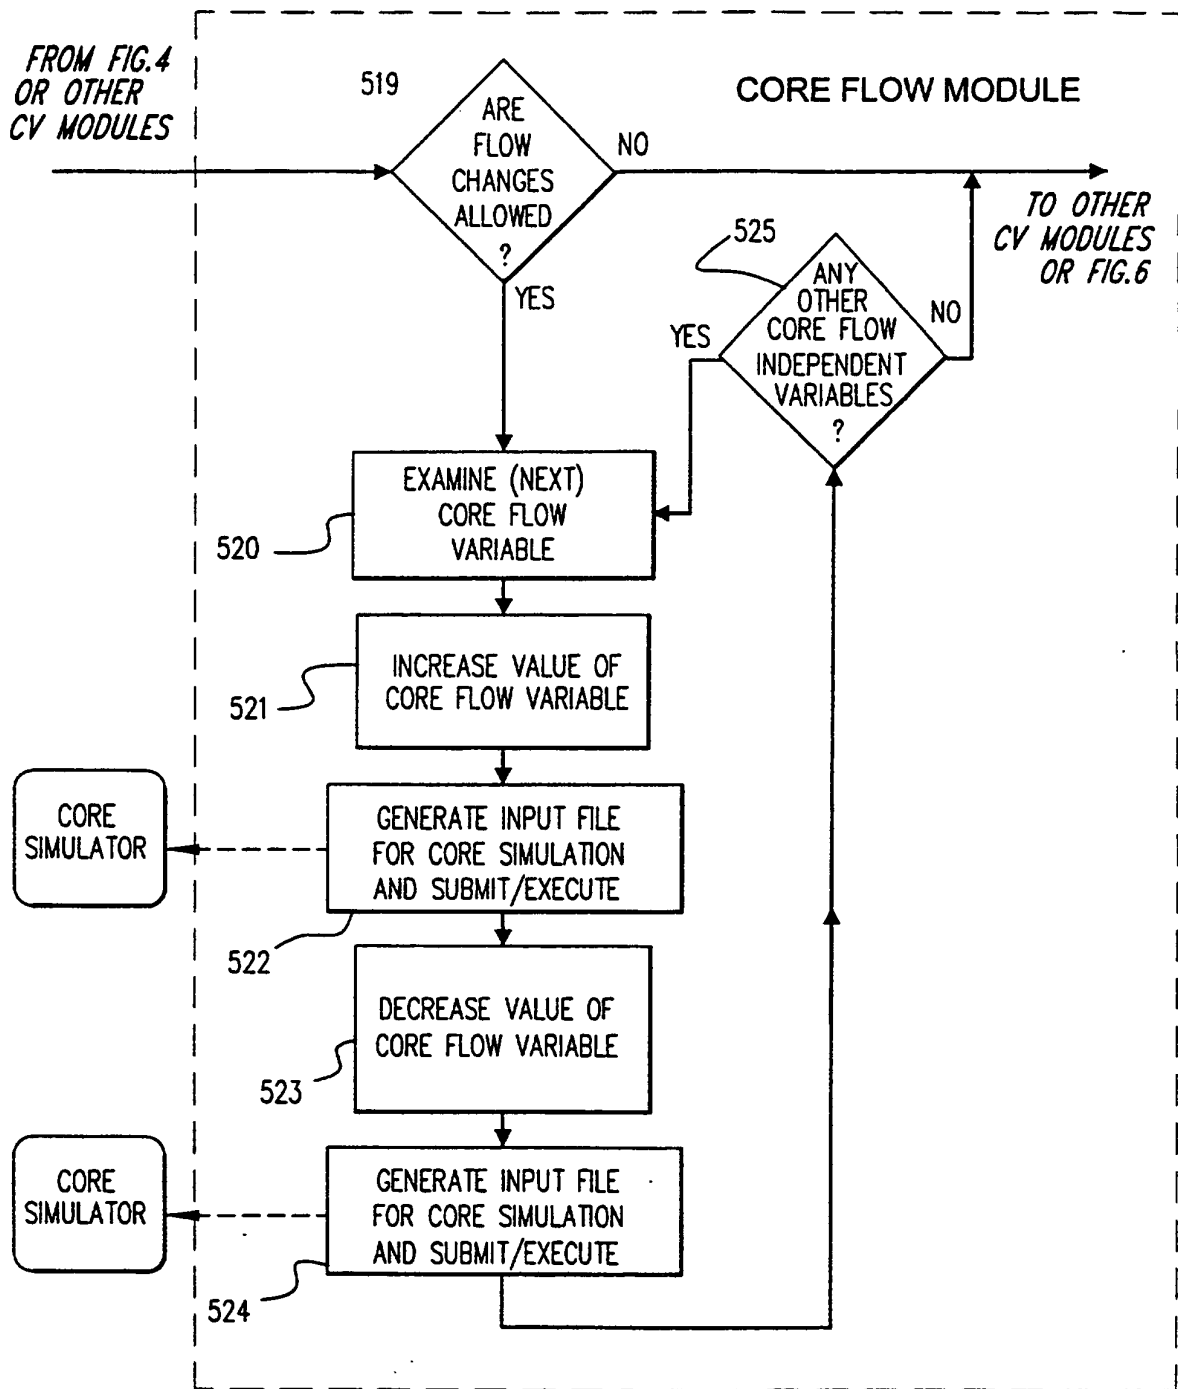 FROM FIG.4
OR OTHER
CV MODULES
519
ARE
FLOW
CHANGES
ALLOWED
?
NO
YES
CORE FLOW MODULE
TO OTHER
CV MODULES
OR FIG.6
525
ANY
OTHER
CORE FLOW
INDEPENDENT
VARIABLES
?
YES
NO
EXAMINE (NEXT)
CORE FLOW
VARIABLE
520
INCREASE VALUE OF
CORE FLOW VARIABLE
521
CORE
SIMULATOR
GENERATE INPUT FILE
FOR CORE SIMULATION
AND SUBMIT/EXECUTE
522
DECREASE VALUE OF
CORE FLOW VARIABLE
523
CORE
SIMULATOR
GENERATE INPUT FILE
FOR CORE SIMULATION
AND SUBMIT/EXECUTE
524